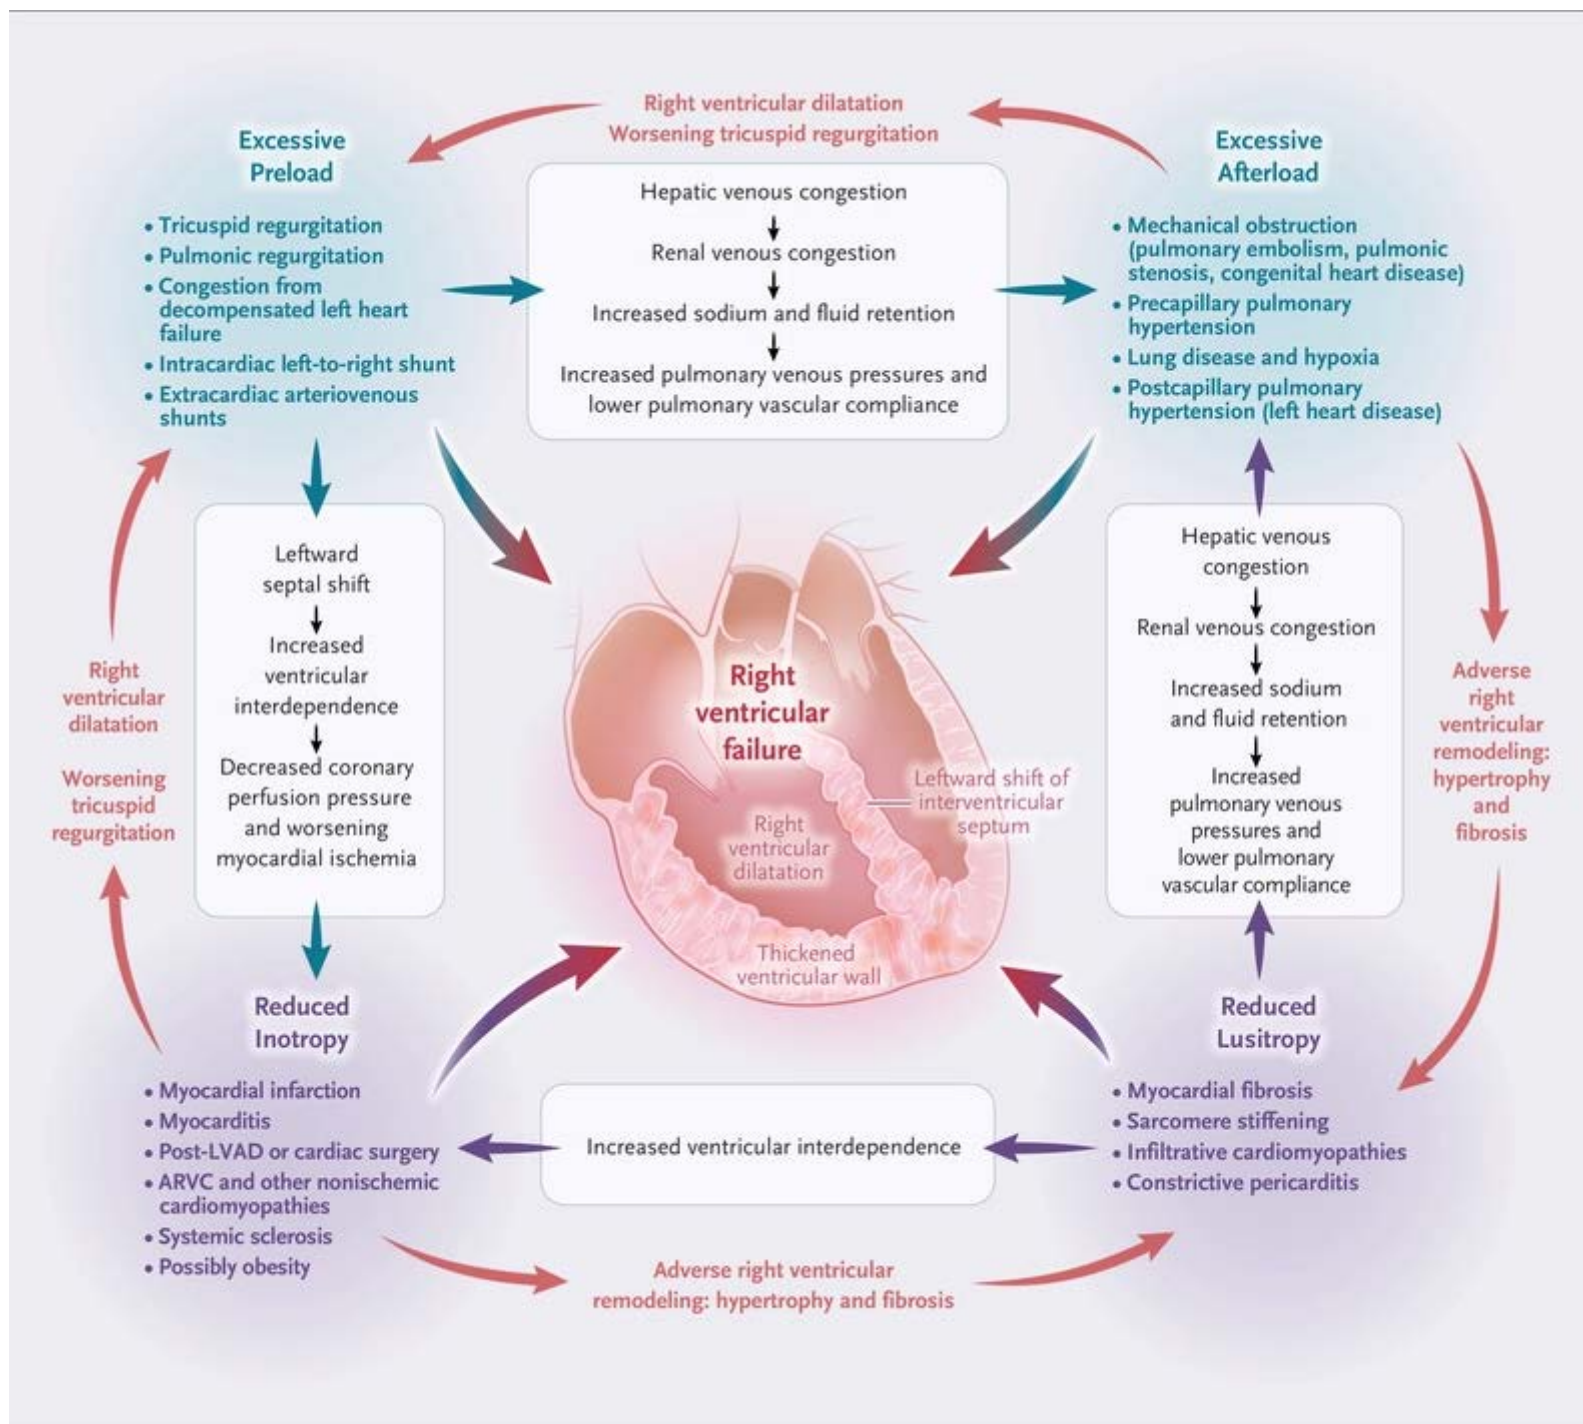 Right ventricular dilatation
Worsening tricuspid regurgitation
Excessive
Preload
• Tricuspid regurgitation
• Pulmonic regurgitation
• Congestion from
decompensated left heart
failure
• Intracardiac left-to-right shunt
• Extracardiac arteriovenous
shunts
Hepatic venous congestion
Renal venous congestion
Increased sodium and fluid retention
Increased pulmonary venous pressures and
lower pulmonary vascular compliance
Excessive
Afterload
• Mechanical obstruction
(pulmonary embolism, pulmonic
stenosis, congenital heart disease)
• Precapillary pulmonary
hypertension
• Lung disease and hypoxia
• Postcapillary pulmonary
hypertension (left heart disease)
Right
ventricular
dilatation
Worsening
tricuspid
regurgitation
Leftward
septal shift
Increased
ventricular
interdependence
Decreased coronary
perfusion pressure
and worsening
myocardial ischemia
Right
ventricular
failure
Leftward shift of
interventricular
septum
Right
ventricular
dilatation
Thickened
ventricular wall
Hepatic venous
congestion
Renal venous congestion
Increased sodium
and fluid retention
Increased
pulmonary venous
pressures and
lower pulmonary
vascular compliance
Adverse
right
ventricular
remodeling:
hypertrophy
and
fibrosis
Reduced
Inotropy
• Myocardial infarction
• Myocarditis
• Post-LVAD or cardiac surgery
• ARVC and other nonischemic
cardiomyopathies
• Systemic sclerosis
• Possibly obesity
Increased ventricular interdependence
Reduced
Lusitropy
• Myocardial fibrosis
• Sarcomere stiffening
• Infiltrative cardiomyopathies
• Constrictive pericarditis
Adverse right ventricular
remodeling: hypertrophy and fibrosis